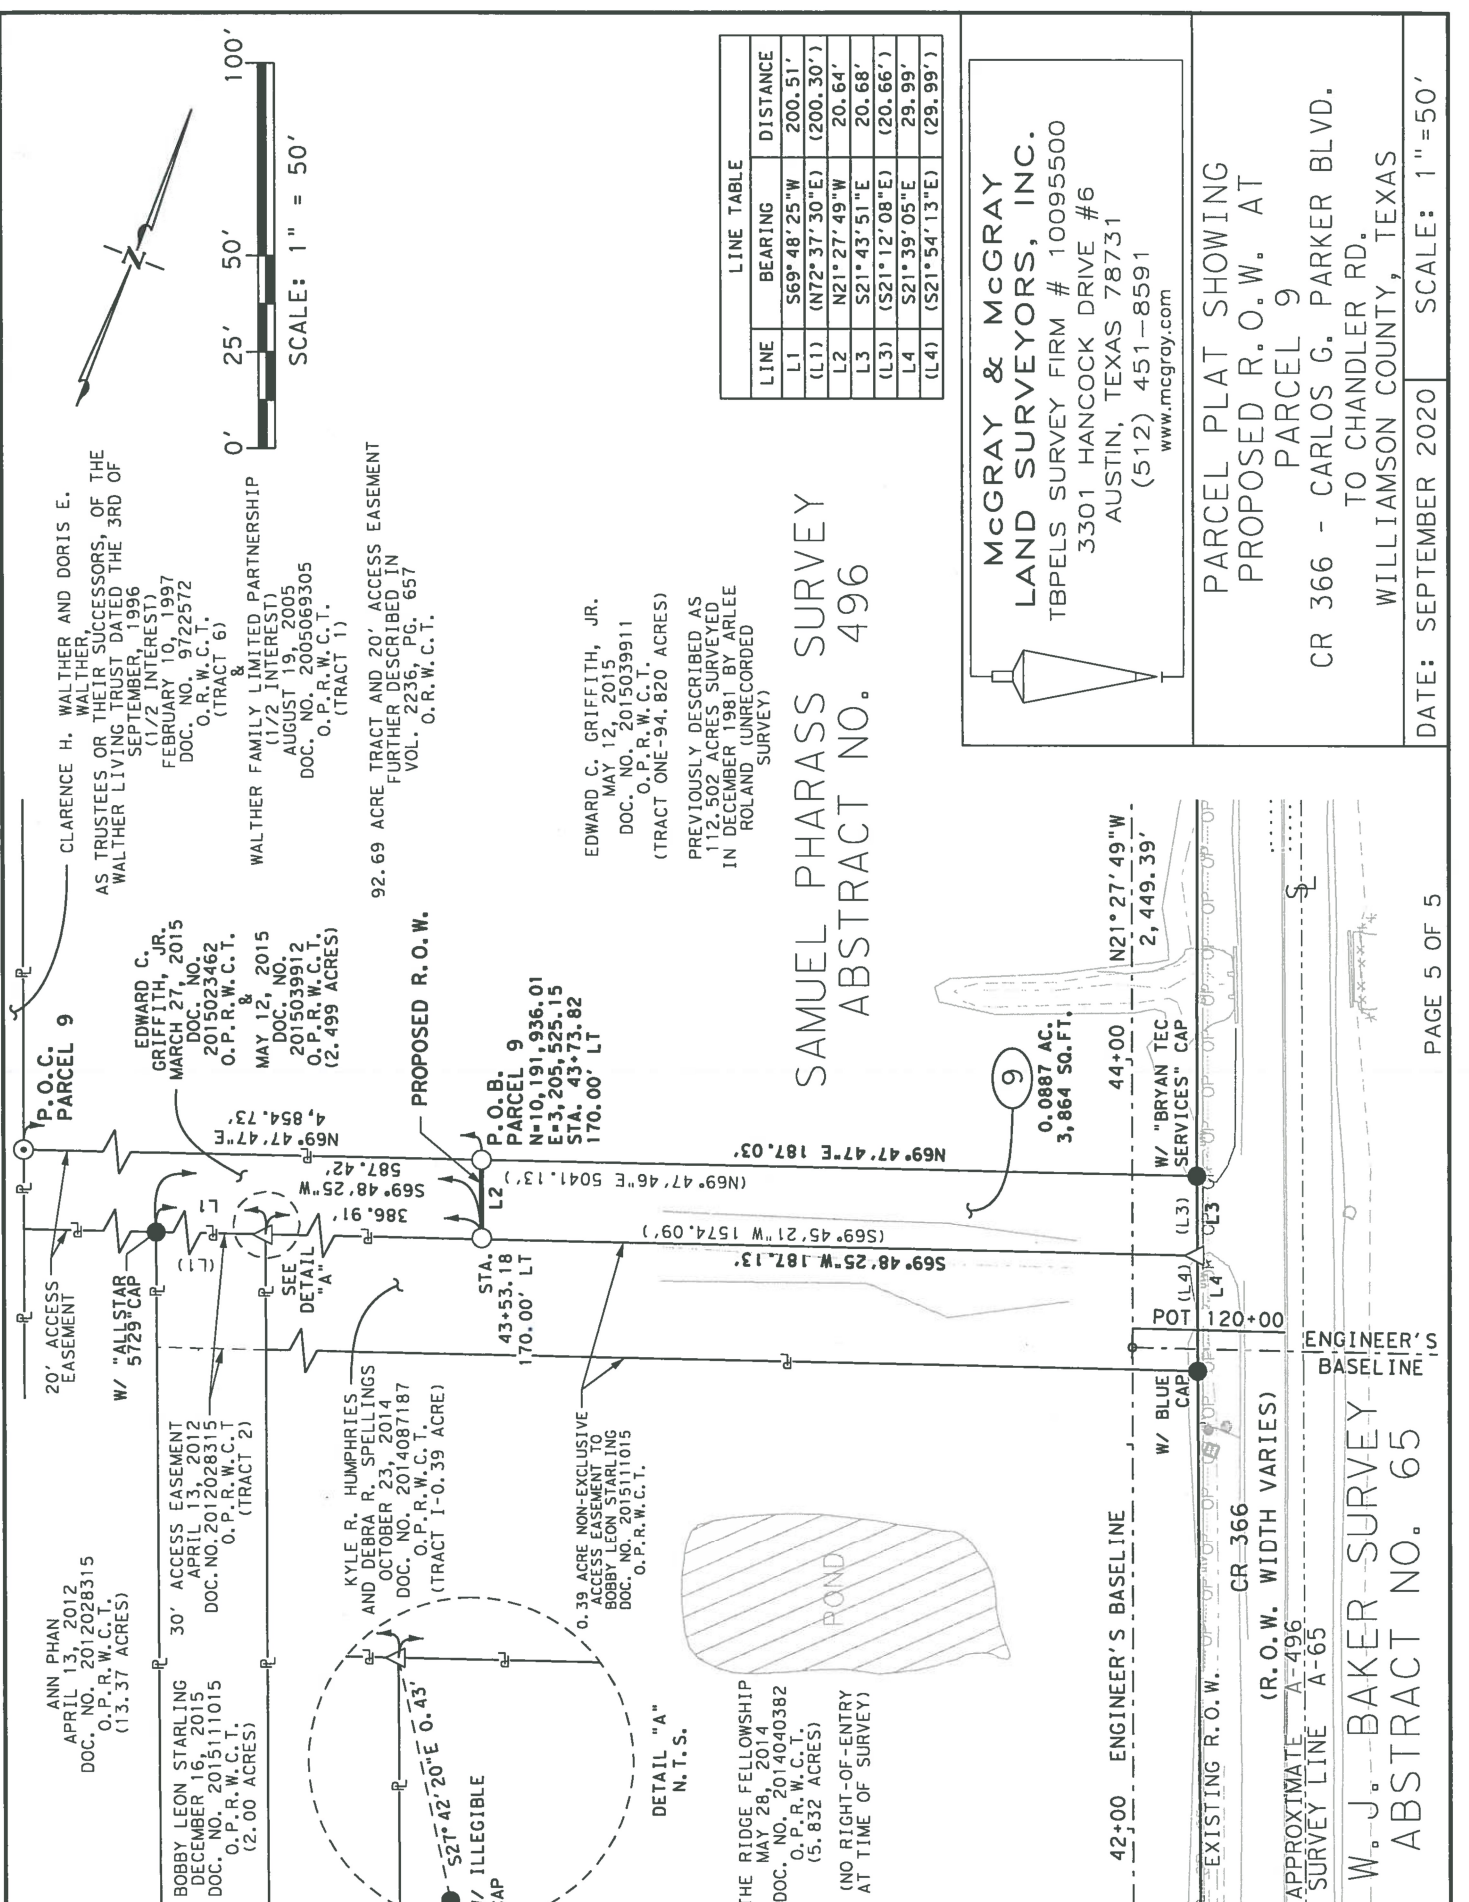 CLARENCE H. WALTHER AND DORIS E.
WALTHER,
AS TRUSTEES OR THEIR SUCCESSORS, OF THE
WALTHER LIVING TRUST DATED THE 3RD OF
SEPTEMBER, 1996
(1/2 INTEREST)
FEBRUARY 10, 1997
DOC. NO. 9722572
O.R.W.C.T.
(TRACT 6)
&
WALTHER FAMILY LIMITED PARTNERSHIP
(1/2 INTEREST)
AUGUST 19, 2005
DOC. NO. 2005069305
O.P.R.W.C.T.
(TRACT 1)
92.69 ACRE TRACT AND 20' ACCESS EASEMENT
FURTHER DESCRIBED IN
VOL. 2236, PG. 657
O.R.W.C.T.
N
0' 25' 50' 100'
SCALE: 1" = 50'
P.O.C.
PARCEL 9
EDWARD C.
GRIFFITH, JR.
MARCH 27, 2015
DOC. NO.
2015023462
O.P.R.W.C.T.
&
MAY 12, 2015
DOC. NO.
2015039912
O.P.R.W.C.T.
(2.499 ACRES)
PROPOSED R.O.W.
P.O.B.
PARCEL 9
N=10,191,936.01
E=3,205,525.15
STA. 43+73.82
170.00' LT
N69°47'47"E
4,854.73'
S69°48'25"W
587.42'
386.91'
L1
(L1)
L2
20' ACCESS
EASEMENT
W/ "ALLSTAR
5729"CAP
SEE
DETAIL
"A"
STA.
43+53.18
170.00' LT
ANN PHAN
APRIL 13, 2012
DOC. NO. 2012028315
O.P.R.W.C.T.
(13.37 ACRES)
30' ACCESS EASEMENT
APRIL 13, 2012
DOC.NO.2012028315
O.P.R.W.C.T
(TRACT 2)
BOBBY LEON STARLING
DECEMBER 16, 2015
DOC. NO. 2015111015
O.P.R.W.C.T.
(2.00 ACRES)
KYLE R. HUMPHRIES
AND DEBRA R. SPELLINGS
OCTOBER 23, 2014
DOC. NO. 2014087187
O.P.R.W.C.T.
(TRACT I-0.39 ACRE)
0.39 ACRE NON-EXCLUSIVE
ACCESS EASEMENT TO
BOBBY LEON STARLING
DOC. NO. 2015111015
O.P.R.W.C.T.
S27°42'20"E 0.43'
W/ ILLEGIBLE
CAP
DETAIL "A"
N.T.S.
THE RIDGE FELLOWSHIP
MAY 28, 2014
DOC. NO. 2014040382
O.P.R.W.C.T.
(5.832 ACRES)
(NO RIGHT-OF-ENTRY
AT TIME OF SURVEY)
POND
EDWARD C. GRIFFITH, JR.
MAY 12, 2015
DOC. NO. 2015039911
O.P.R.W.C.T.
(TRACT ONE-94.820 ACRES)
PREVIOUSLY DESCRIBED AS
112.502 ACRES SURVEYED
IN DECEMBER 1981 BY ARLEE
ROLAND (UNRECORDED
SURVEY)
SAMUEL PHARASS SURVEY
ABSTRACT NO. 496
N69°47'47"E 187.03'
(N69°47'46"E 5041.13')
(S69°45'21"W 1574.09')
S69°48'25"W 187.13'
9
0.0887 AC.
3,864 SQ.FT.
W/ "BRYAN TEC
SERVICES" CAP
(L3)
L3
(L4)
L4
W/ BLUE
CAP
44+00
N21°27'49"W
2,449.39'
POT 120+00
ENGINEER'S
BASELINE
42+00 ENGINEER'S BASELINE
EXISTING R.O.W.
OP OP OP OP OP OP OP OP OP
CR 366
(R.O.W. WIDTH VARIES)
APPROXIMATE A-496
SURVEY LINE A-65
W. J. BAKER SURVEY
ABSTRACT NO. 65
LINE TABLE
LINE BEARING DISTANCE
L1 S69°48'25"W 200.51'
(L1) (N72°37'30"E) (200.30')
L2 N21°27'49"W 20.64'
L3 S21°43'51"E 20.68'
(L3) (S21°12'08"E) (20.66')
L4 S21°39'05"E 29.99'
(L4) (S21°54'13"E) (29.99')
McGRAY & McGRAY
LAND SURVEYORS, INC.
TBPELS SURVEY FIRM # 10095500
3301 HANCOCK DRIVE #6
AUSTIN, TEXAS 78731
(512) 451-8591
www.mcgray.com
PARCEL PLAT SHOWING
PROPOSED R.O.W. AT
PARCEL 9
CR 366 - CARLOS G. PARKER BLVD.
TO CHANDLER RD.
WILLIAMSON COUNTY, TEXAS
DATE: SEPTEMBER 2020 SCALE: 1"=50'
PAGE 5 OF 5